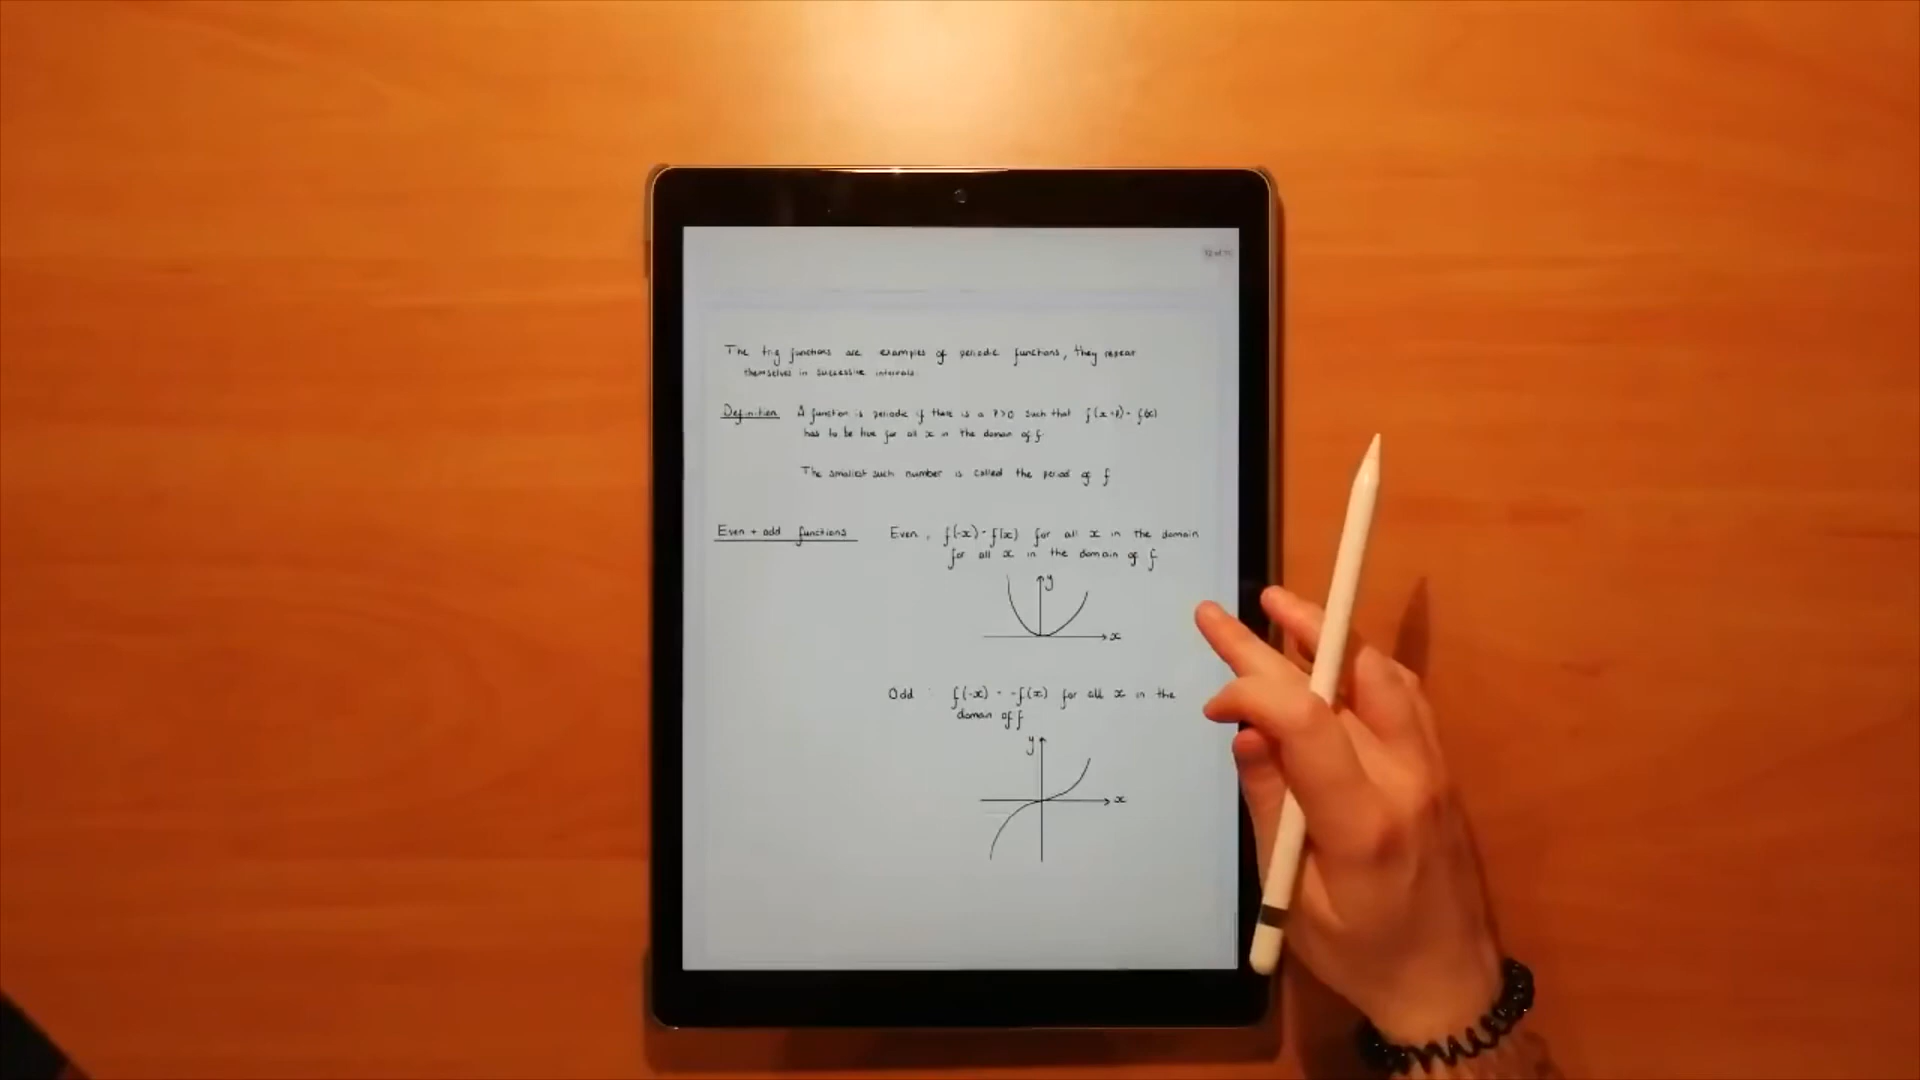 The trig functions are examples of periodic functions, they repeat
themselves in successive intervals.
Definition A function is periodic if there is a P>0 such that f(x+P) = f(x)
has to be true for all x in the domain of f.
The smallest such number is called the period of f
Even + odd functions Even, f(-x) = f(x) for all x in the domain
for all x in the domain of f
y
x
Odd : f(-x) = -f(x) for all x in the
domain of f
y
x